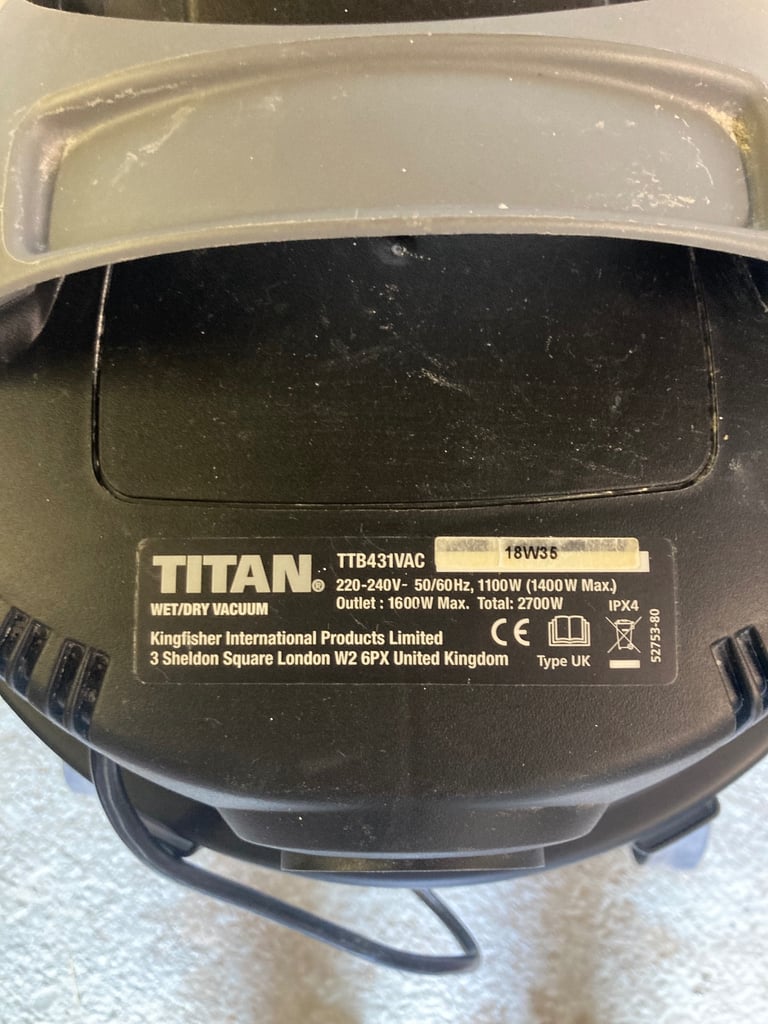 TITAN®
WET/DRY VACUUM
TTB431VAC
18W35
220-240V~ 50/60Hz, 1100W (1400W Max.)
Outlet : 1600W Max. Total: 2700W
IPX4
Kingfisher International Products Limited
3 Sheldon Square London W2 6PX United Kingdom
CE
Type UK
52753-80